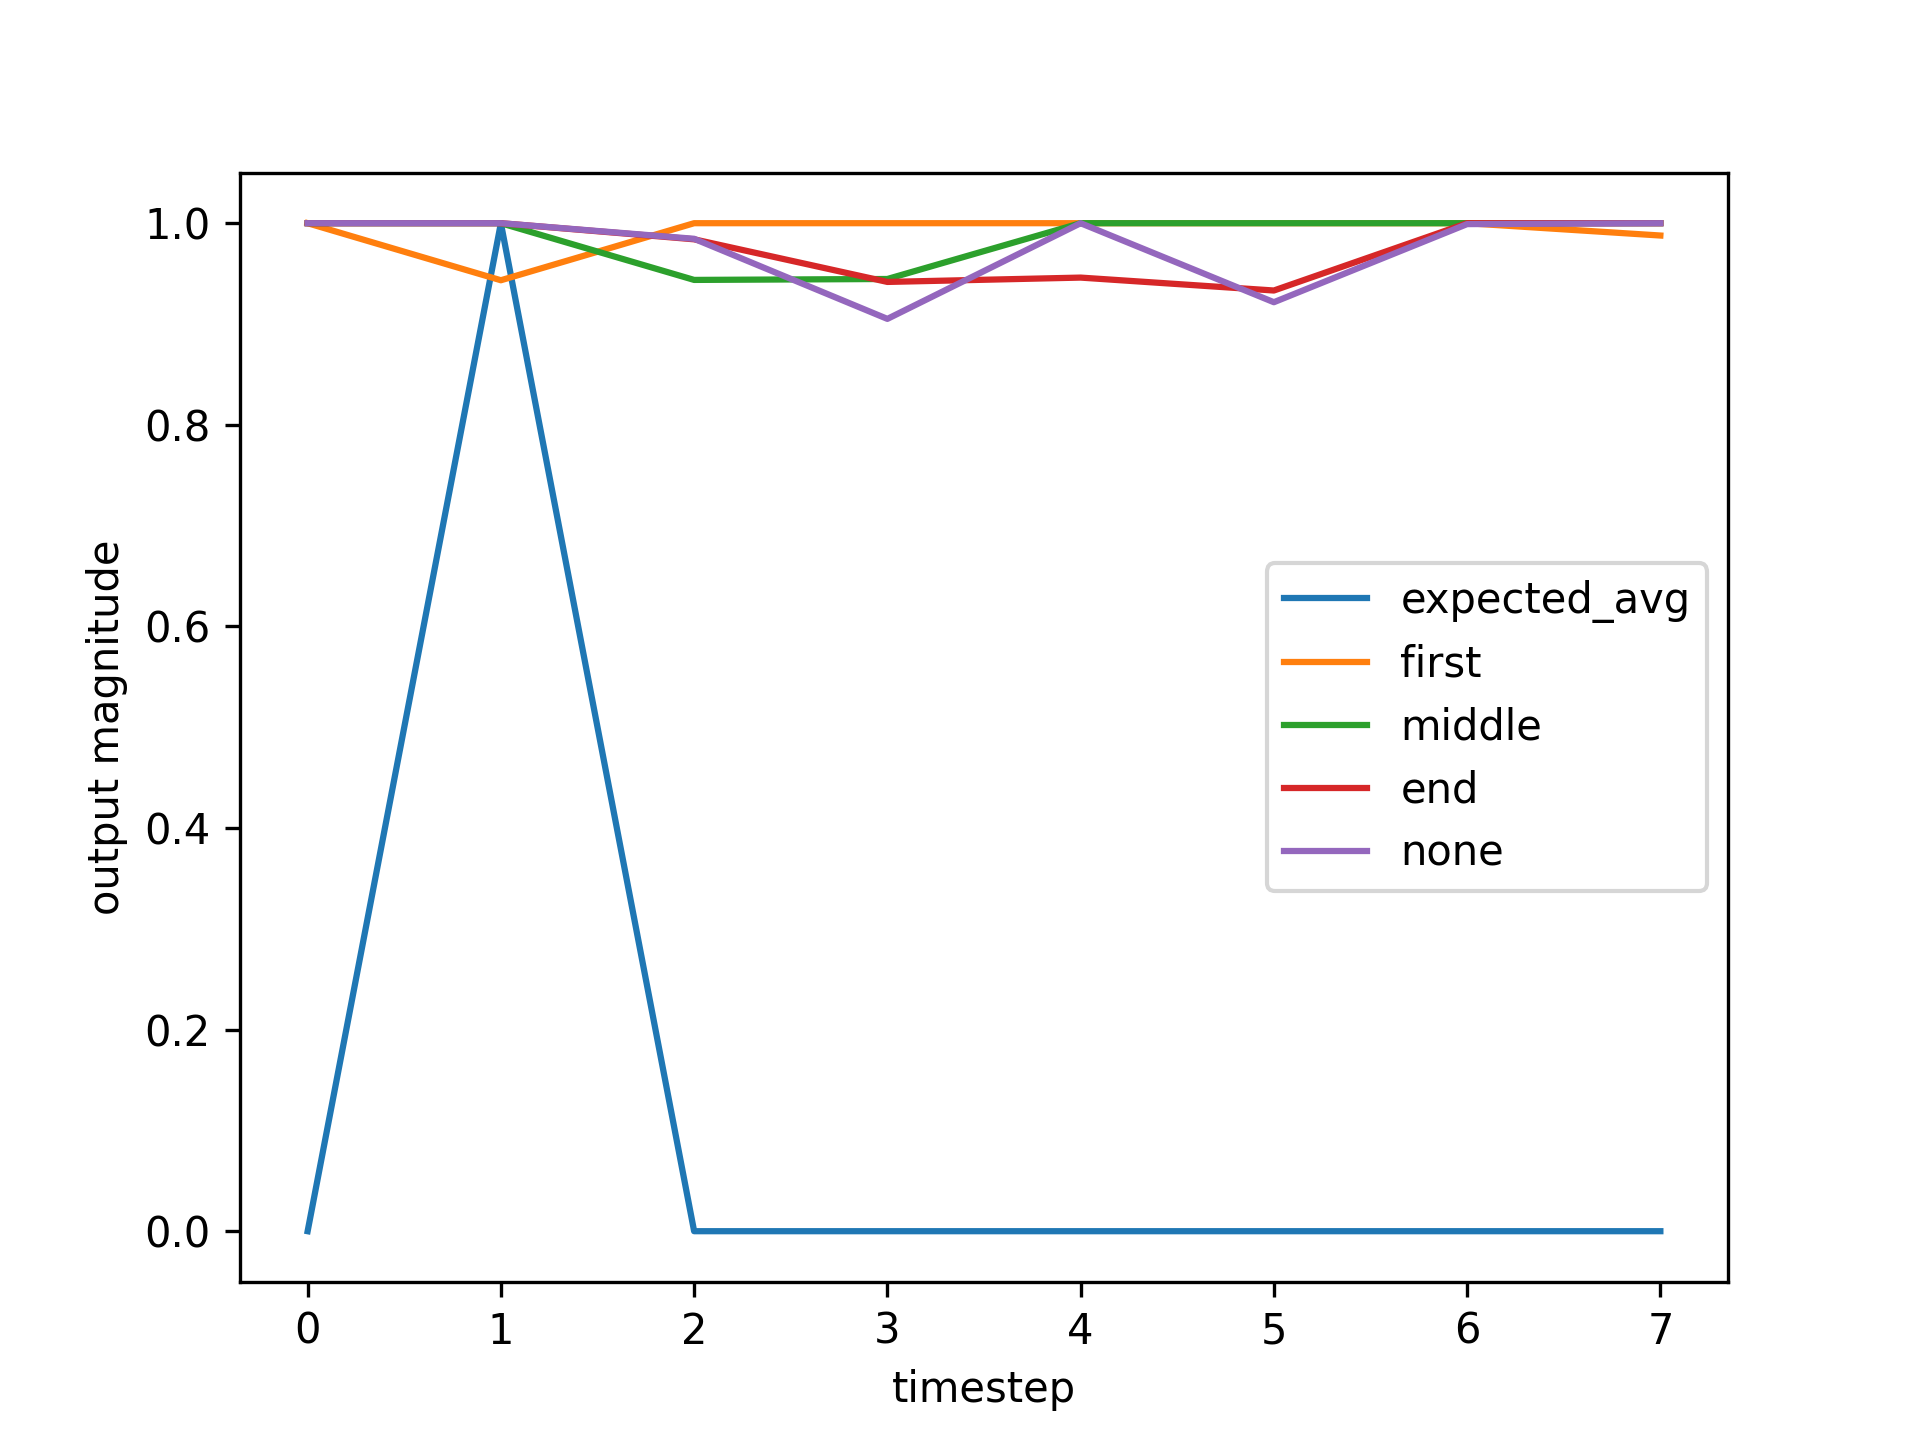 1.0
0.8
0.6
0.4
0.2
0.0
output magnitude
expected_avg
first
middle
end
none
0 1 2 3 4 5 6 7
timestep